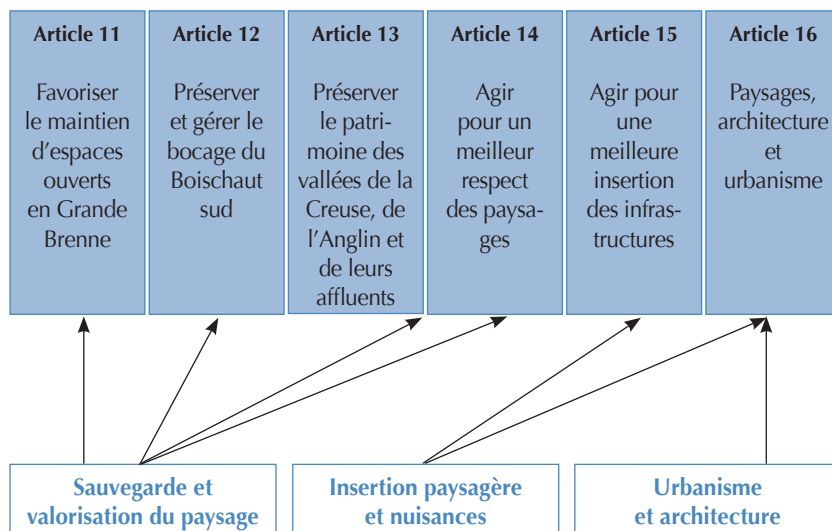 Article 11
Favoriser
le maintien
d'espaces
ouverts
en Grande
Brenne
Article 12
Préserver
et gérer le
bocage du
Boischaut
sud
Article 13
Préserver
le patri-
moine des
vallées de la
Creuse, de
l'Anglin et
de leurs
affluents
Article 14
Agir
pour un
meilleur
respect
des paysa-
ges
Article 15
Agir pour
une
meilleure
insertion
des infras-
tructures
Article 16
Paysages,
architecture
et
urbanisme
Sauvegarde et
valorisation du paysage
Insertion paysagère
et nuisances
Urbanisme
et architecture